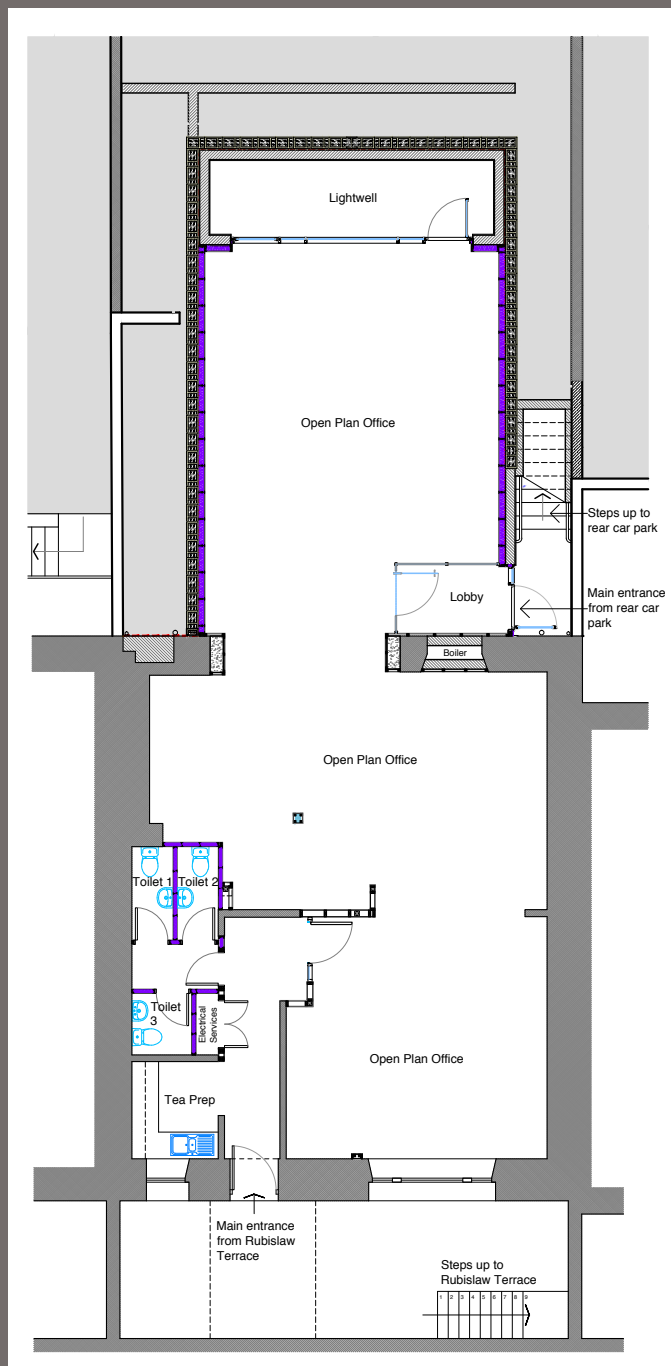 Lightwell
Open Plan Office
Steps up to
rear car park
Lobby
Main entrance
from rear car
park
Boiler
Open Plan Office
Toilet 1
Toilet 2
Toilet
3
Electrical
Services
Open Plan Office
Tea Prep
Main entrance
from Rubislaw
Terrace
Steps up to
Rubislaw Terrace
1 2 3 4 5 6 7 8 9